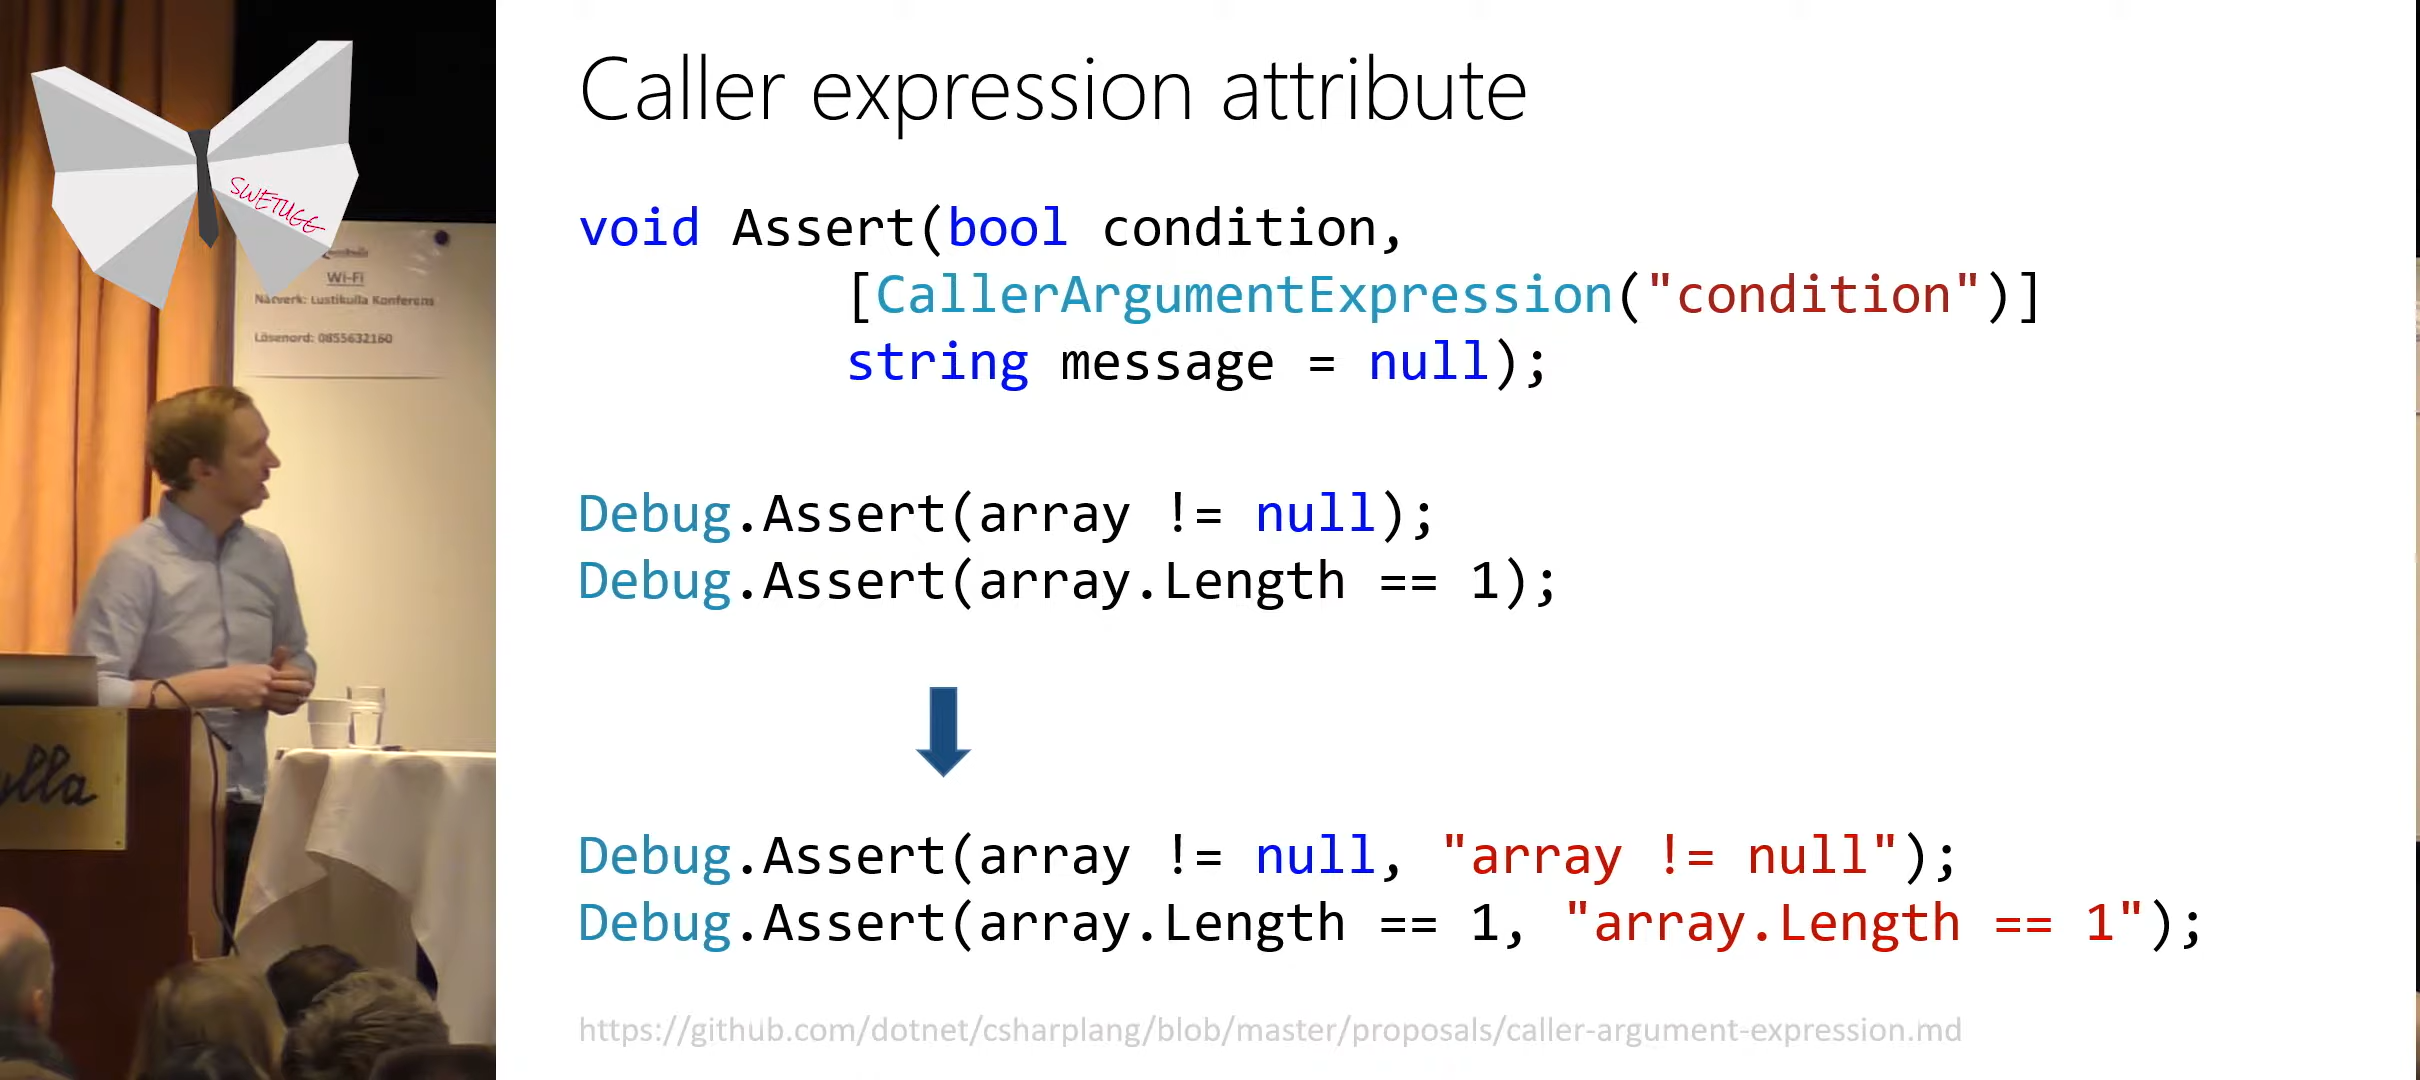 Caller expression attribute
void Assert(bool condition,
[CallerArgumentExpression("condition")]
string message = null);
Debug.Assert(array != null);
Debug.Assert(array.Length == 1);
Debug.Assert(array != null, "array != null");
Debug.Assert(array.Length == 1, "array.Length == 1");
https://github.com/dotnet/csharplang/blob/master/proposals/caller-argument-expression.md
SWETUGG
Wi-Fi
Nätverk: Lustikulla Konferens
Lösenord: 0855632160
ylla